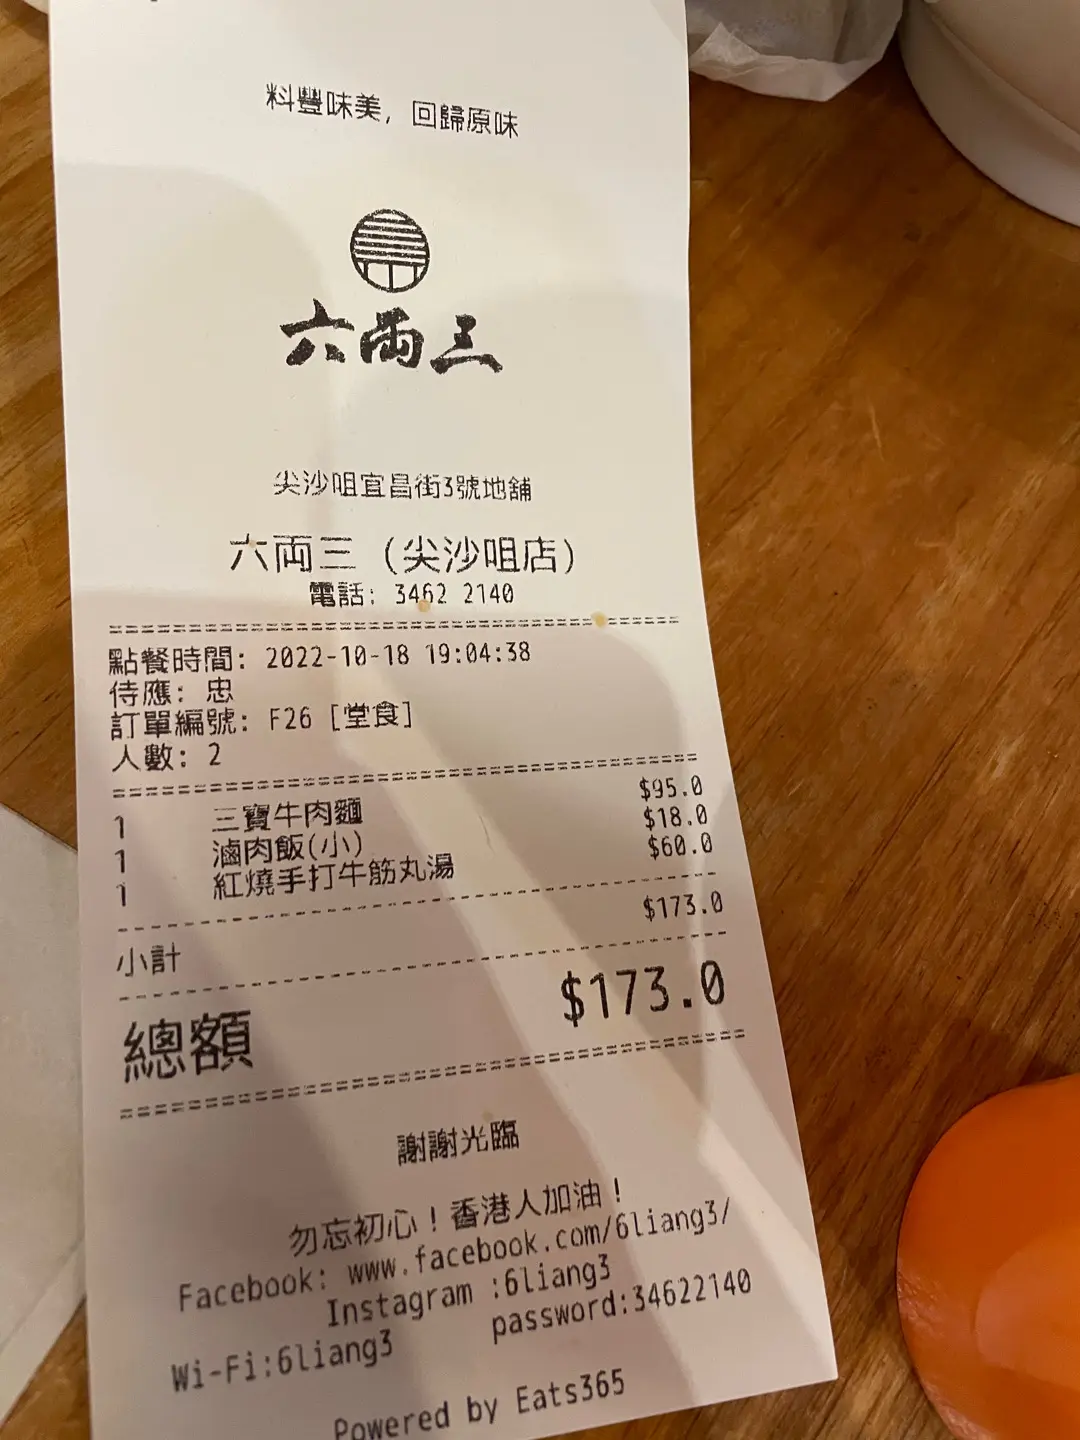 料豐味美, 回歸原味
六両三
尖沙咀宜昌街3號地舖
六両三 (尖沙咀店)
電話: 3462 2140
點餐時間: 2022-10-18 19:04:38
侍應: 忠
訂單編號: F26 [堂食]
人數: 2
1 三寶牛肉麵 $95.0
1 滷肉飯(小) $18.0
1 紅燒手打牛筋丸湯 $60.0
小計 $173.0
總額 $173.0
謝謝光臨
勿忘初心！香港人加油！
Facebook: www.facebook.com/6liang3/
Instagram :6liang3
Wi-Fi:6liang3 password:34622140
Powered by Eats365